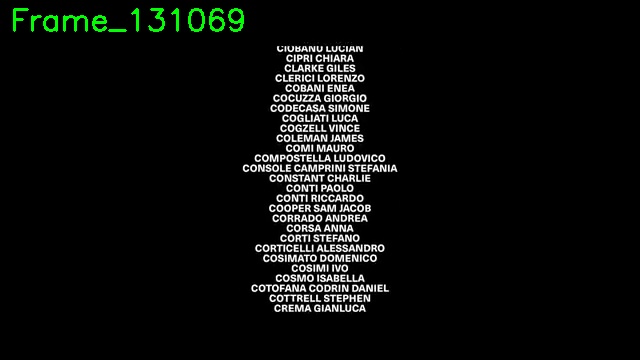 Frame_131069
CIOBANU LUCIAN
CIPRI CHIARA
CLARKE GILES
CLERICI LORENZO
COBANI ENEA
COCUZZA GIORGIO
CODECASA SIMONE
COGLIATI LUCA
COGZELL VINCE
COLEMAN JAMES
COMI MAURO
COMPOSTELLA LUDOVICO
CONSOLE CAMPRINI STEFANIA
CONSTANT CHARLIE
CONTI PAOLO
CONTI RICCARDO
COOPER SAM JACOB
CORRADO ANDREA
CORSA ANNA
CORTI STEFANO
CORTICELLI ALESSANDRO
COSIMATO DOMENICO
COSIMI IVO
COSMO ISABELLA
COTOFANA CODRIN DANIEL
COTTRELL STEPHEN
CREMA GIANLUCA